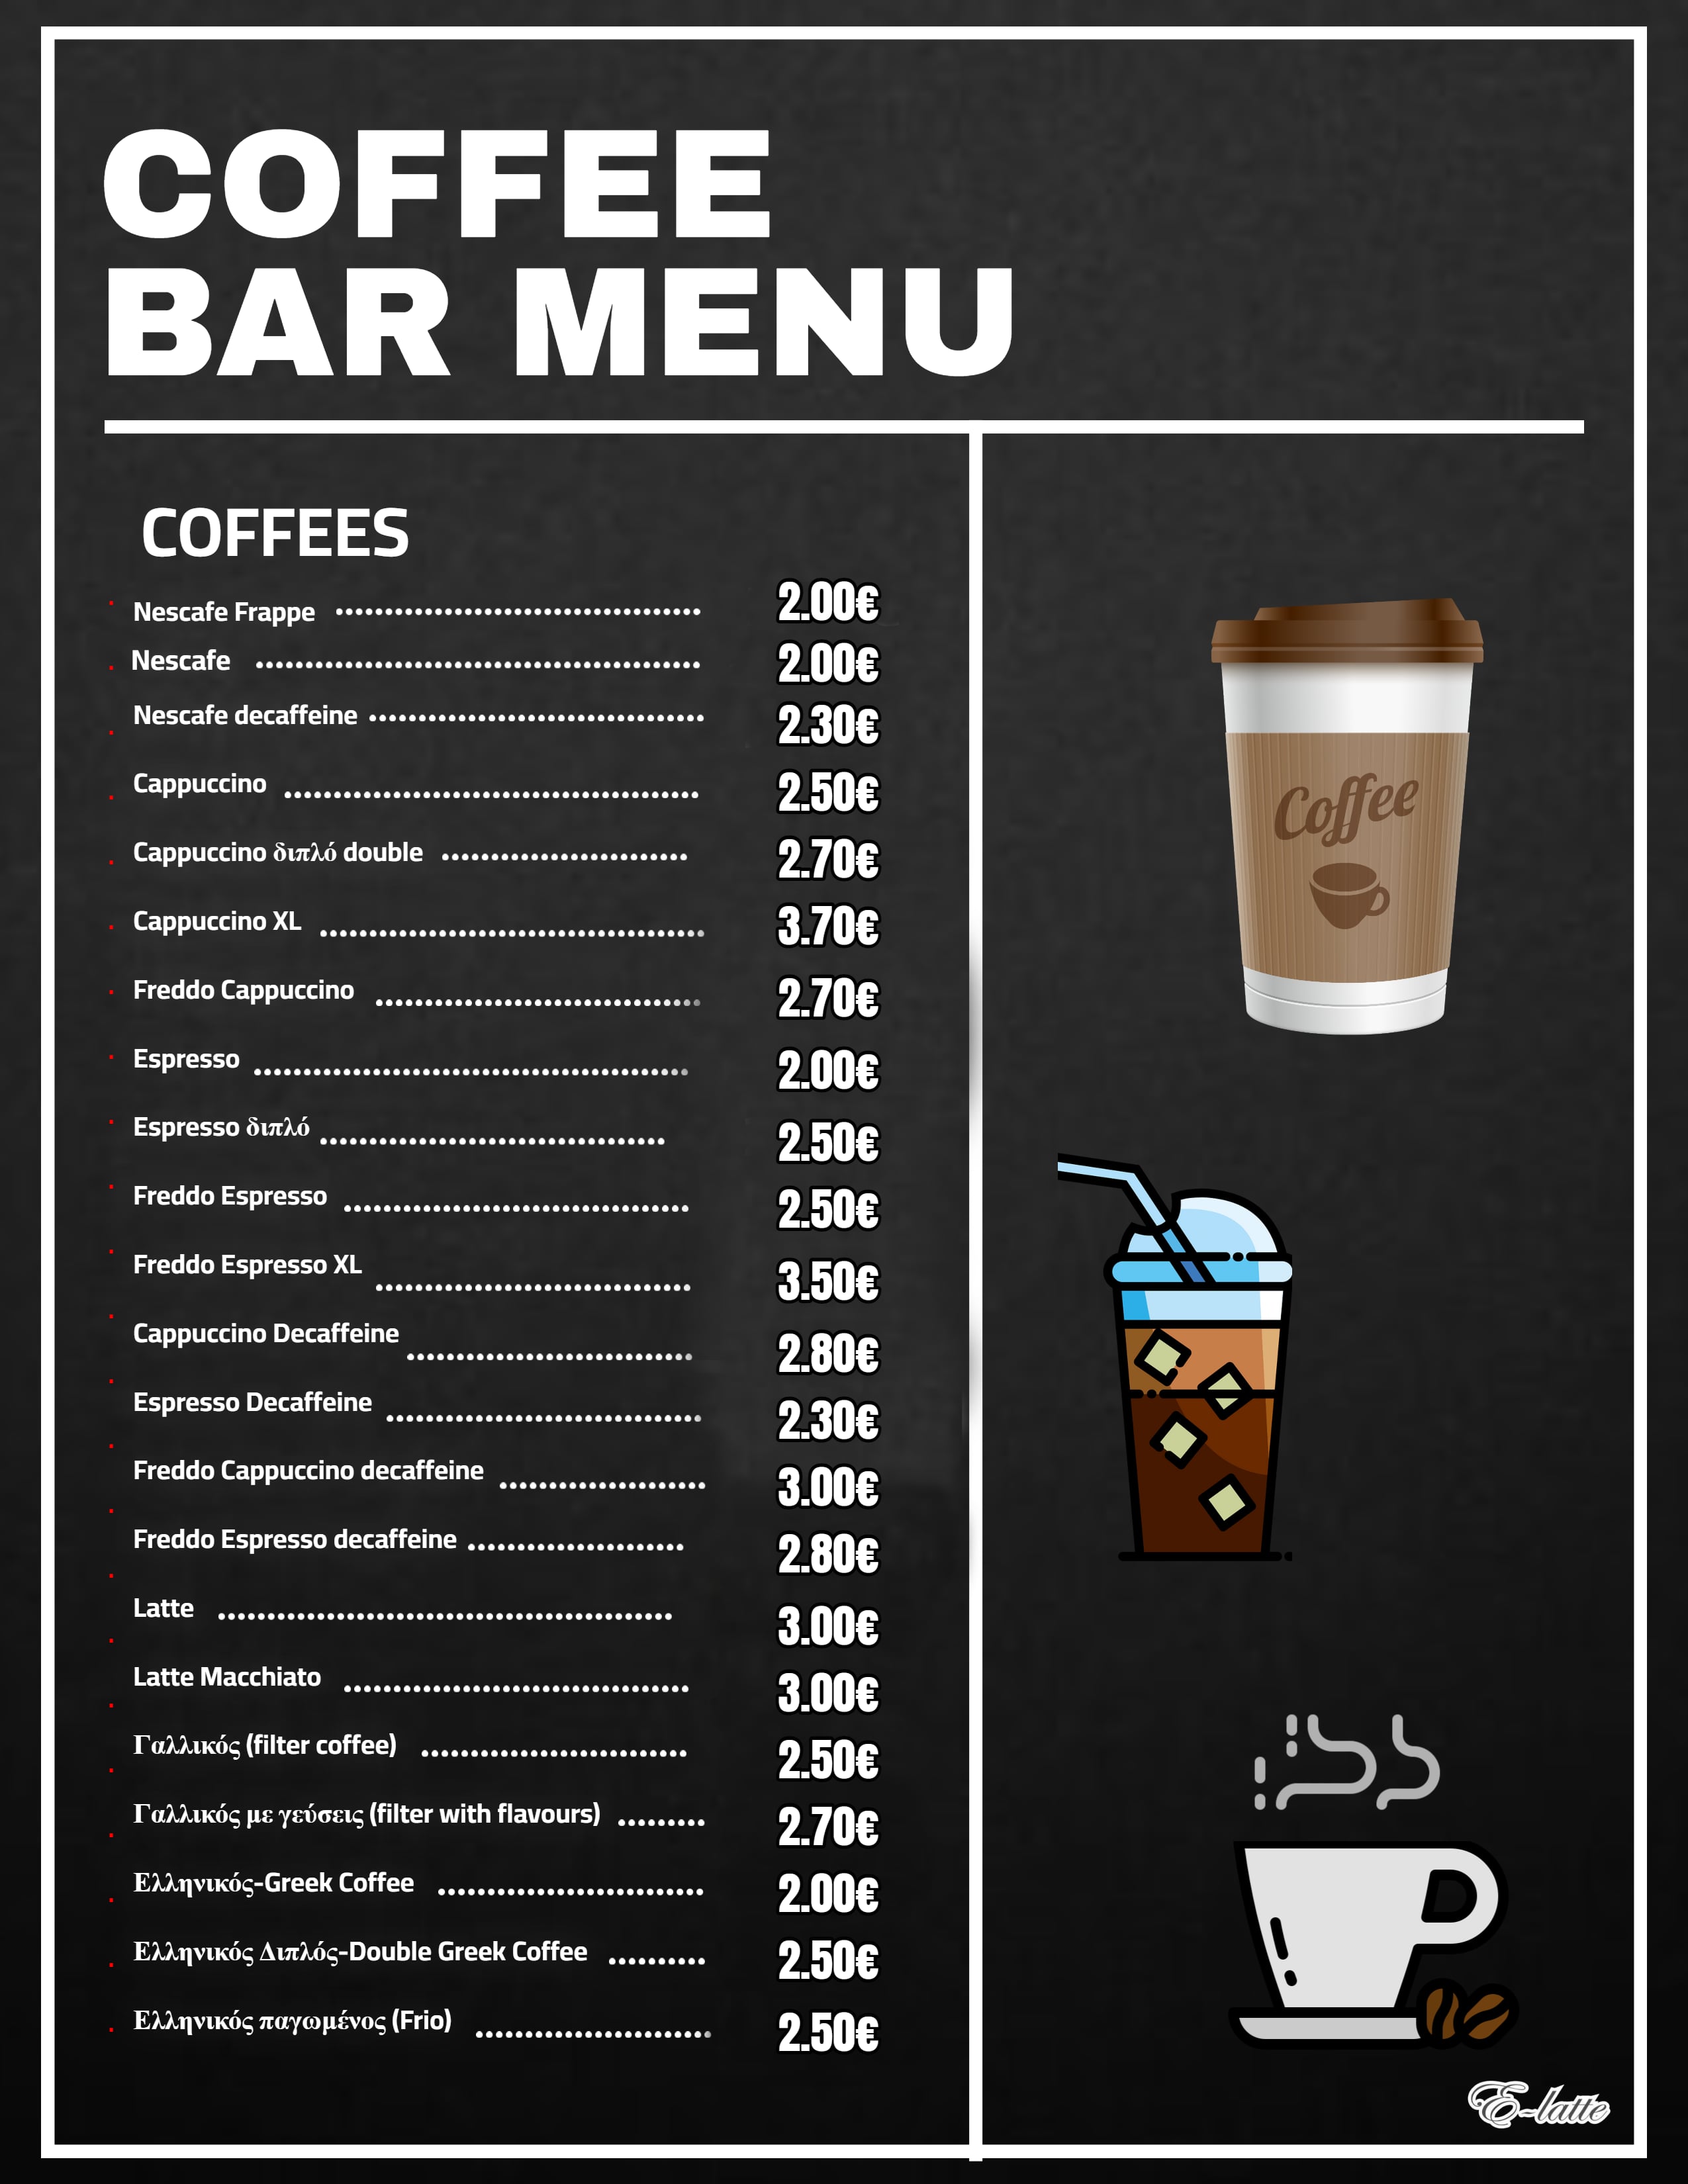 COFFEE
BAR MENU
COFFEES
Nescafe Frappe 2.00€
Nescafe 2.00€
Nescafe decaffeine 2.30€
Cappuccino 2.50€
Cappuccino διπλό double 2.70€
Cappuccino XL 3.70€
Freddo Cappuccino 2.70€
Espresso 2.00€
Espresso διπλό 2.50€
Freddo Espresso 2.50€
Freddo Espresso XL 3.50€
Cappuccino Decaffeine 2.80€
Espresso Decaffeine 2.30€
Freddo Cappuccino decaffeine 3.00€
Freddo Espresso decaffeine 2.80€
Latte 3.00€
Latte Macchiato 3.00€
Γαλλικός (filter coffee) 2.50€
Γαλλικός με γεύσεις (filter with flavours) 2.70€
Ελληνικός-Greek Coffee 2.00€
Ελληνικός Διπλός-Double Greek Coffee 2.50€
Ελληνικός παγωμένος (Frio) 2.50€
Coffee
E-latte